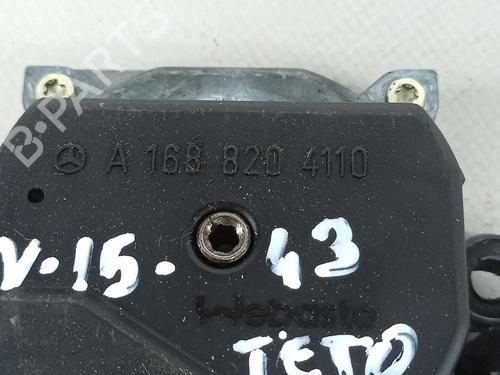 B-PARTS
A 168 820 4110
V-15-43
Webasto
TETO